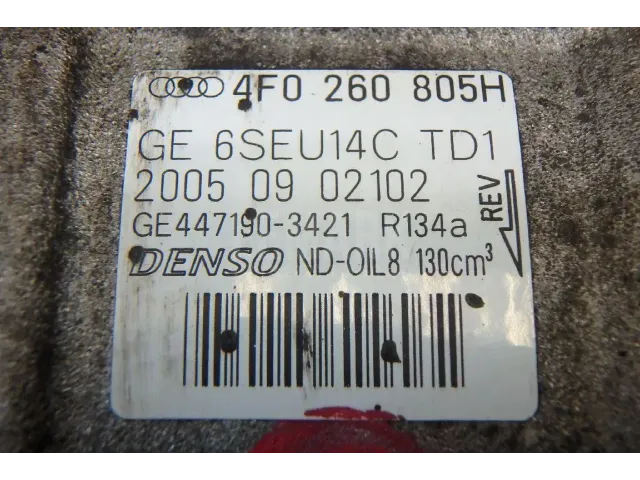 4F0 260 805H
GE 6SEU14C TD1
2005 09 02102
GE447190-3421 R134a
REV
DENSO ND-OIL8 130cm³